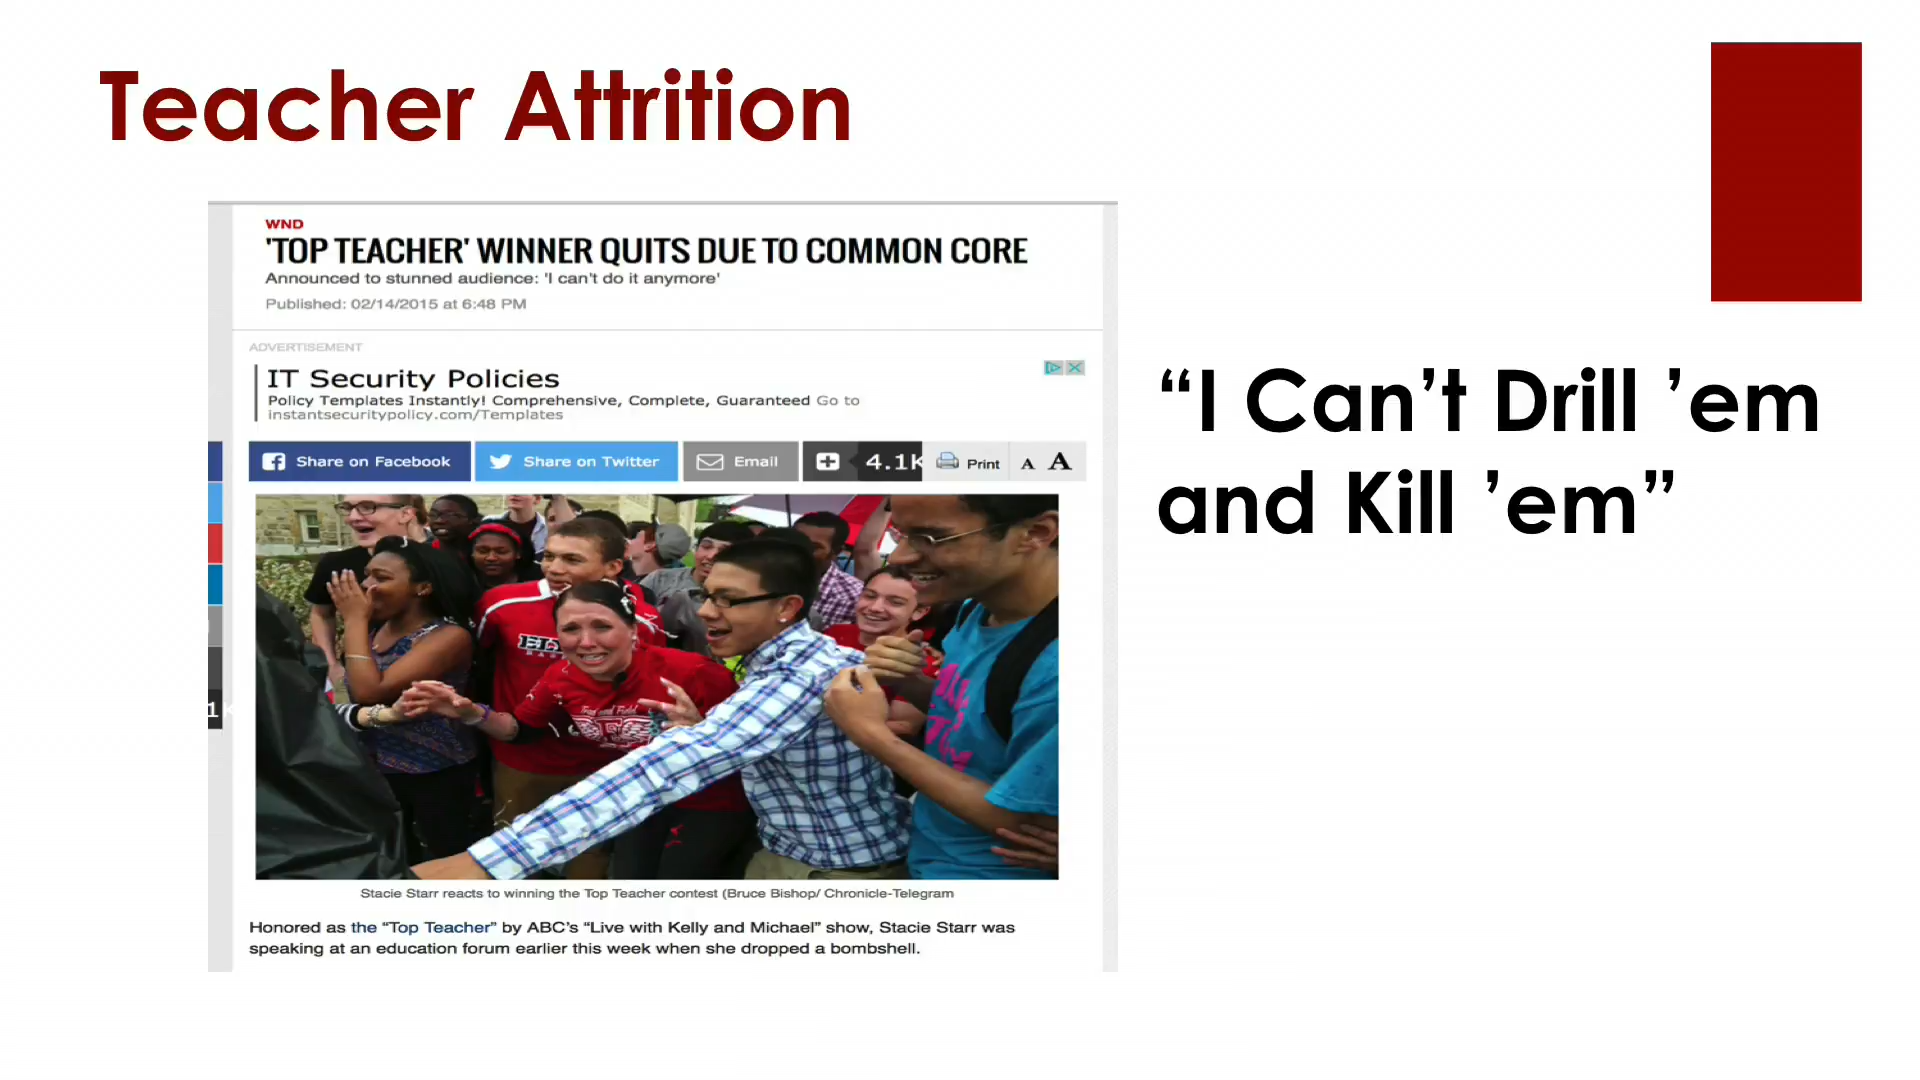 Teacher Attrition
WND
'TOP TEACHER' WINNER QUITS DUE TO COMMON CORE
Announced to stunned audience: 'I can't do it anymore'
Published: 02/14/2015 at 6:48 PM
ADVERTISEMENT
IT Security Policies
Policy Templates Instantly! Comprehensive, Complete, Guaranteed Go to
instantsecuritypolicy.com/Templates
Share on Facebook
Share on Twitter
Email
4.1K
Print
A A
“I Can’t Drill ’em
and Kill ’em”
1K
Track and Field
Stacie Starr reacts to winning the Top Teacher contest (Bruce Bishop/ Chronicle-Telegram
Honored as the “Top Teacher” by ABC’s “Live with Kelly and Michael” show, Stacie Starr was
speaking at an education forum earlier this week when she dropped a bombshell.